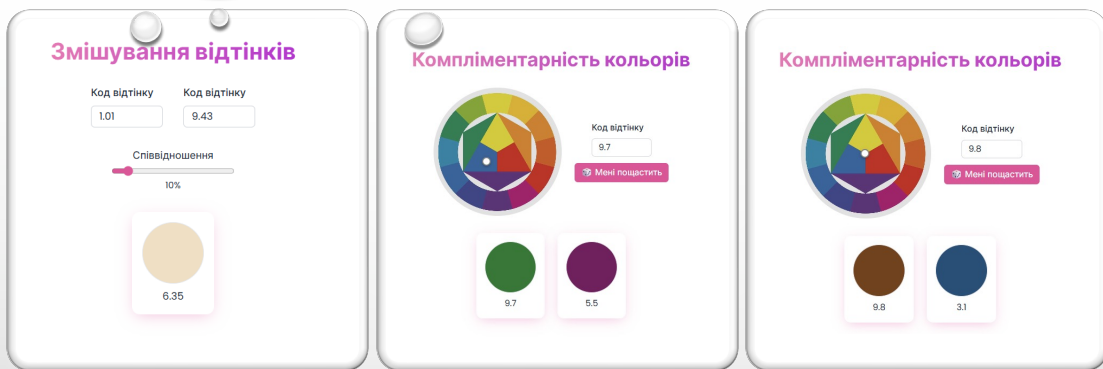 Змішування відтінків
Код відтінку
Код відтінку
1.01
9.43
Співвідношення
10%
6.35
Компліментарність кольорів
Код відтінку
9.7
Мені пощастить
9.7
5.5
Компліментарність кольорів
Код відтінку
9.8
Мені пощастить
9.8
3.1